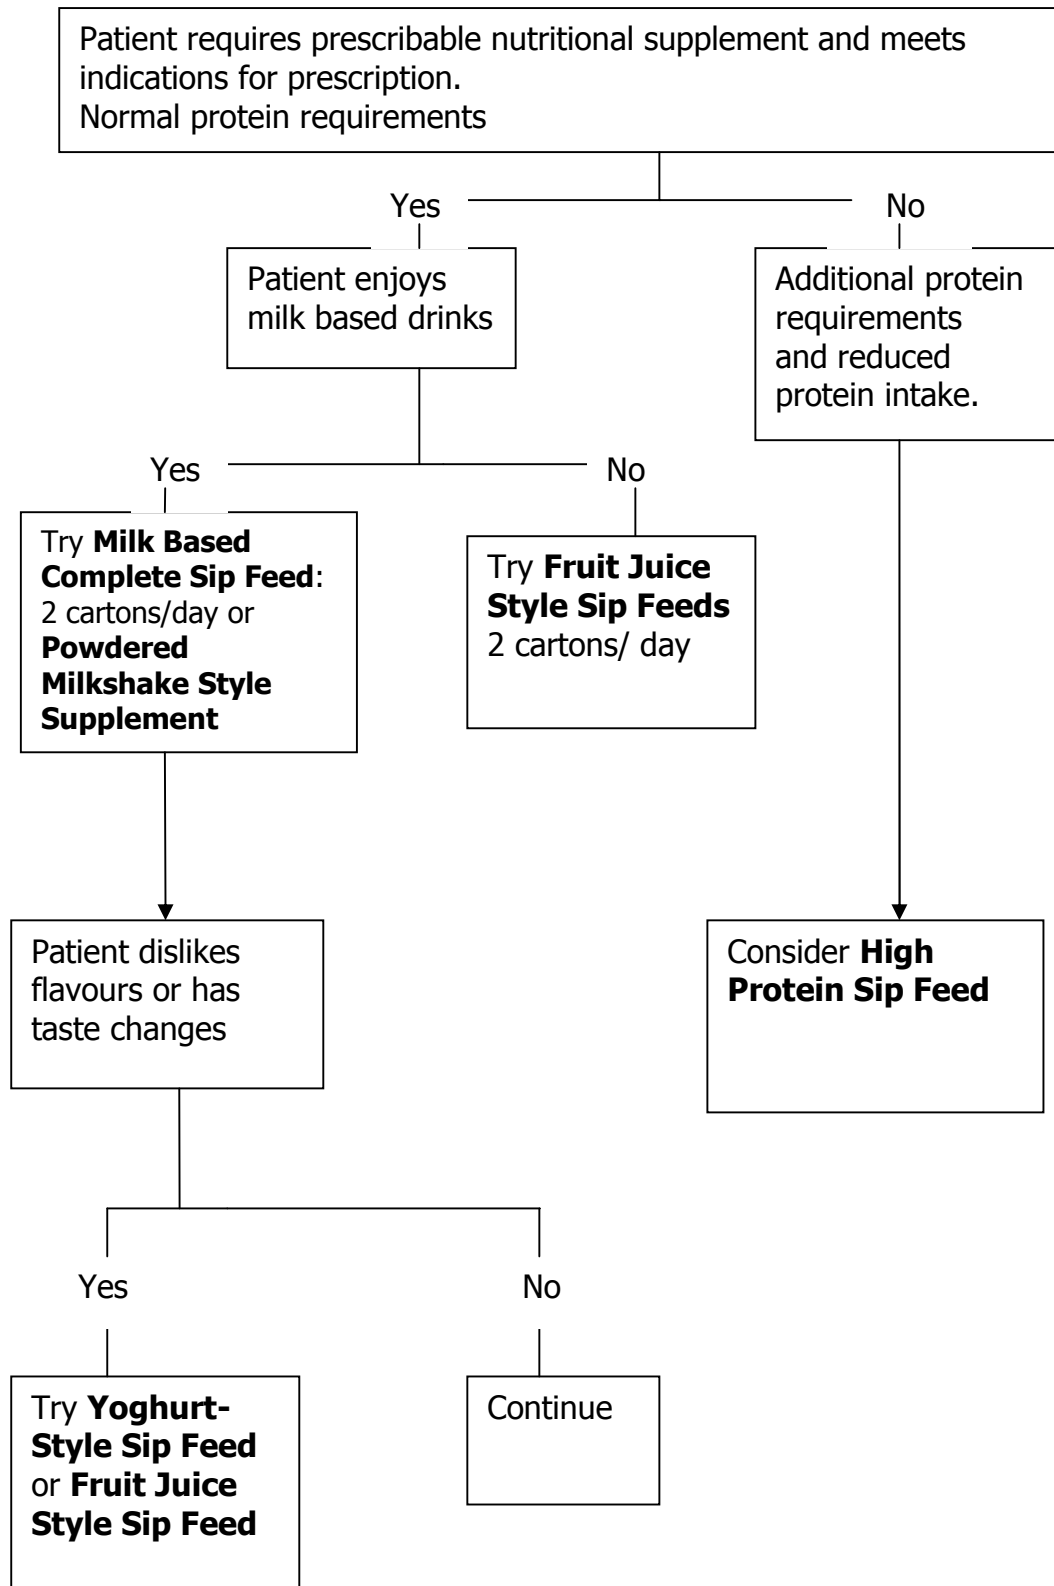 Patient requires prescribable nutritional supplement and meets
indications for prescription.
Normal protein requirements
Yes
No
Patient enjoys
milk based drinks
Additional protein
requirements
and reduced
protein intake.
Yes
No
Try Milk Based
Complete Sip Feed:
2 cartons/day or
Powdered
Milkshake Style
Supplement
Try Fruit Juice
Style Sip Feeds
2 cartons/ day
Patient dislikes
flavours or has
taste changes
Consider High
Protein Sip Feed
Yes
No
Try Yoghurt-
Style Sip Feed
or Fruit Juice
Style Sip Feed
Continue